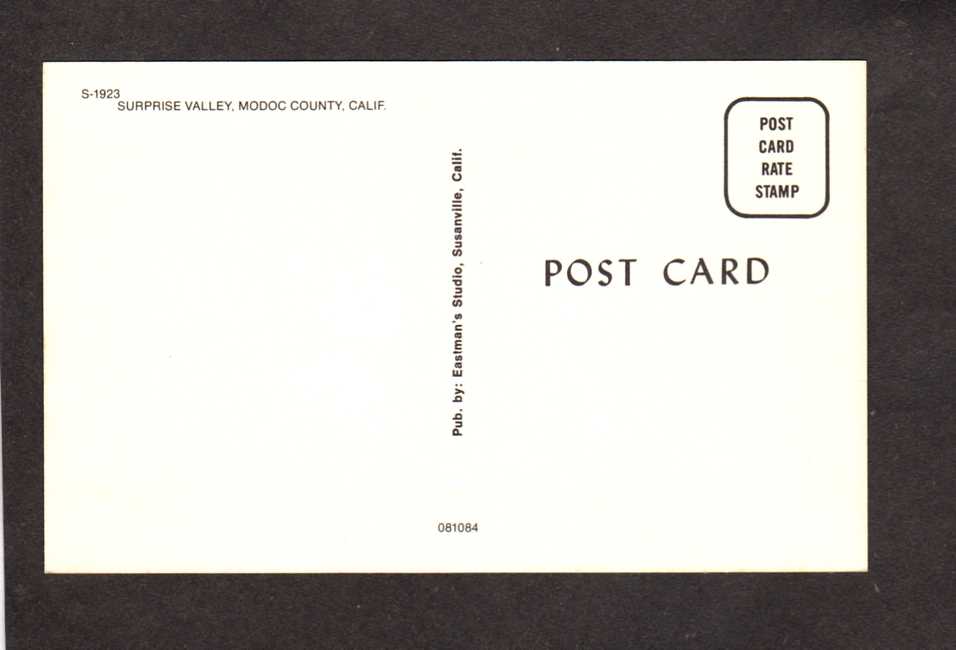 S-1923
SURPRISE VALLEY, MODOC COUNTY, CALIF.
Pub. by: Eastman's Studio, Susanville, Calif.
POST
CARD
RATE
STAMP
POST CARD
081084